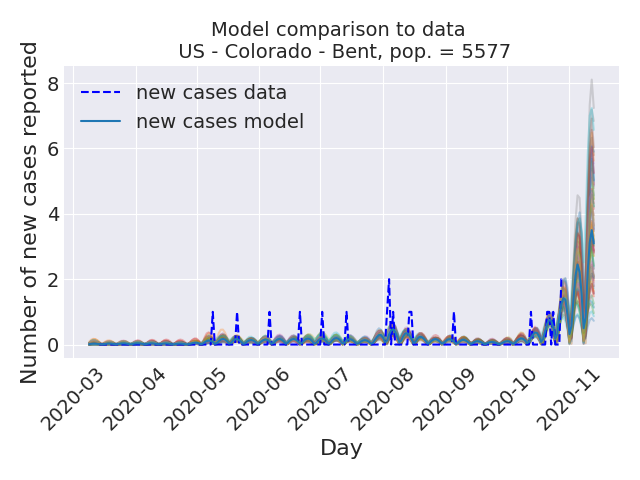 Model comparison to data
US - Colorado - Bent, pop. = 5577
Number of new cases reported
8
6
4
2
0
new cases data
new cases model
2020-03
2020-04
2020-05
2020-06
2020-07
2020-08
2020-09
2020-10
2020-11
Day